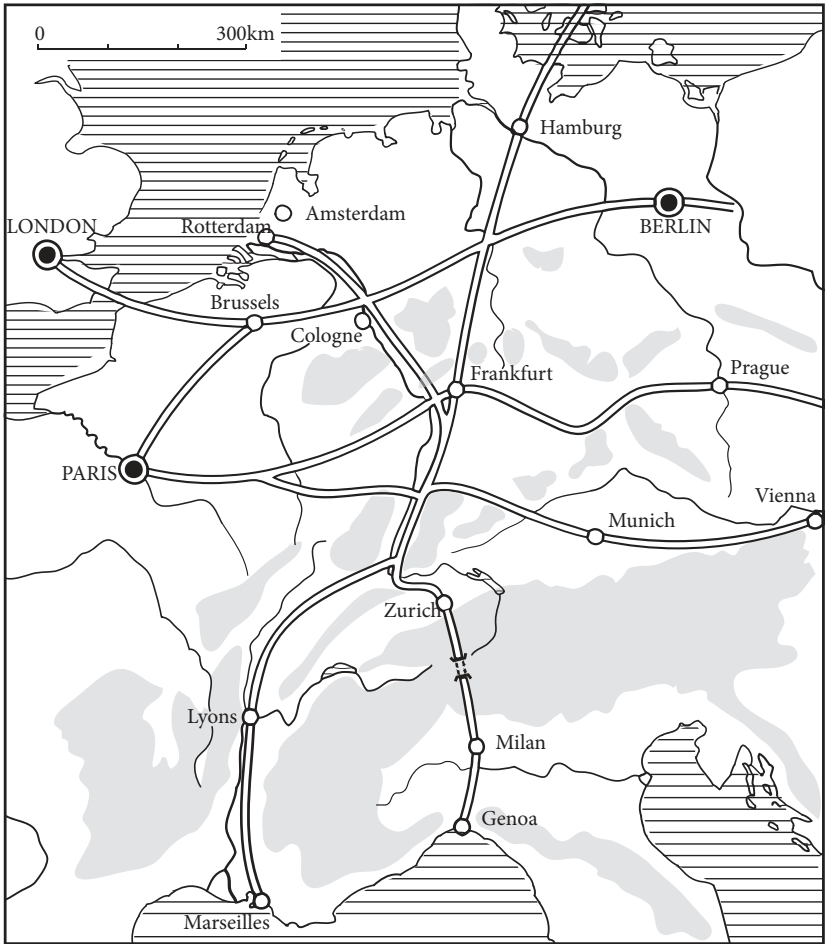 0 300km
Hamburg
Amsterdam
LONDON
Rotterdam
BERLIN
Brussels
Cologne
Frankfurt
Prague
PARIS
Vienna
Munich
Zurich
Lyons
Milan
Genoa
Marseilles